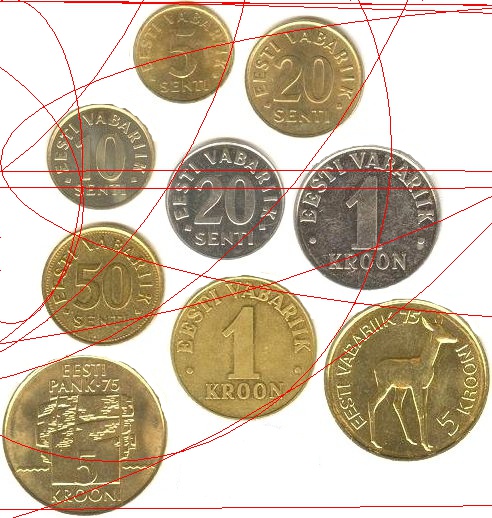 EESTI VABARIIK
5
SENTI
EESTI VABARIIK
20
SENTI
EESTI VABARIIK
10
SENTI
EESTI VABARIIK
20
SENTI
EESTI VABARIIK
1
KROON
EESTI VABARIIK
50
SENTI
EESTI VABARIIK
1
KROON
EESTI VABARIIK 75
5 KROONI
EESTI
PANK·75
5
KROONI